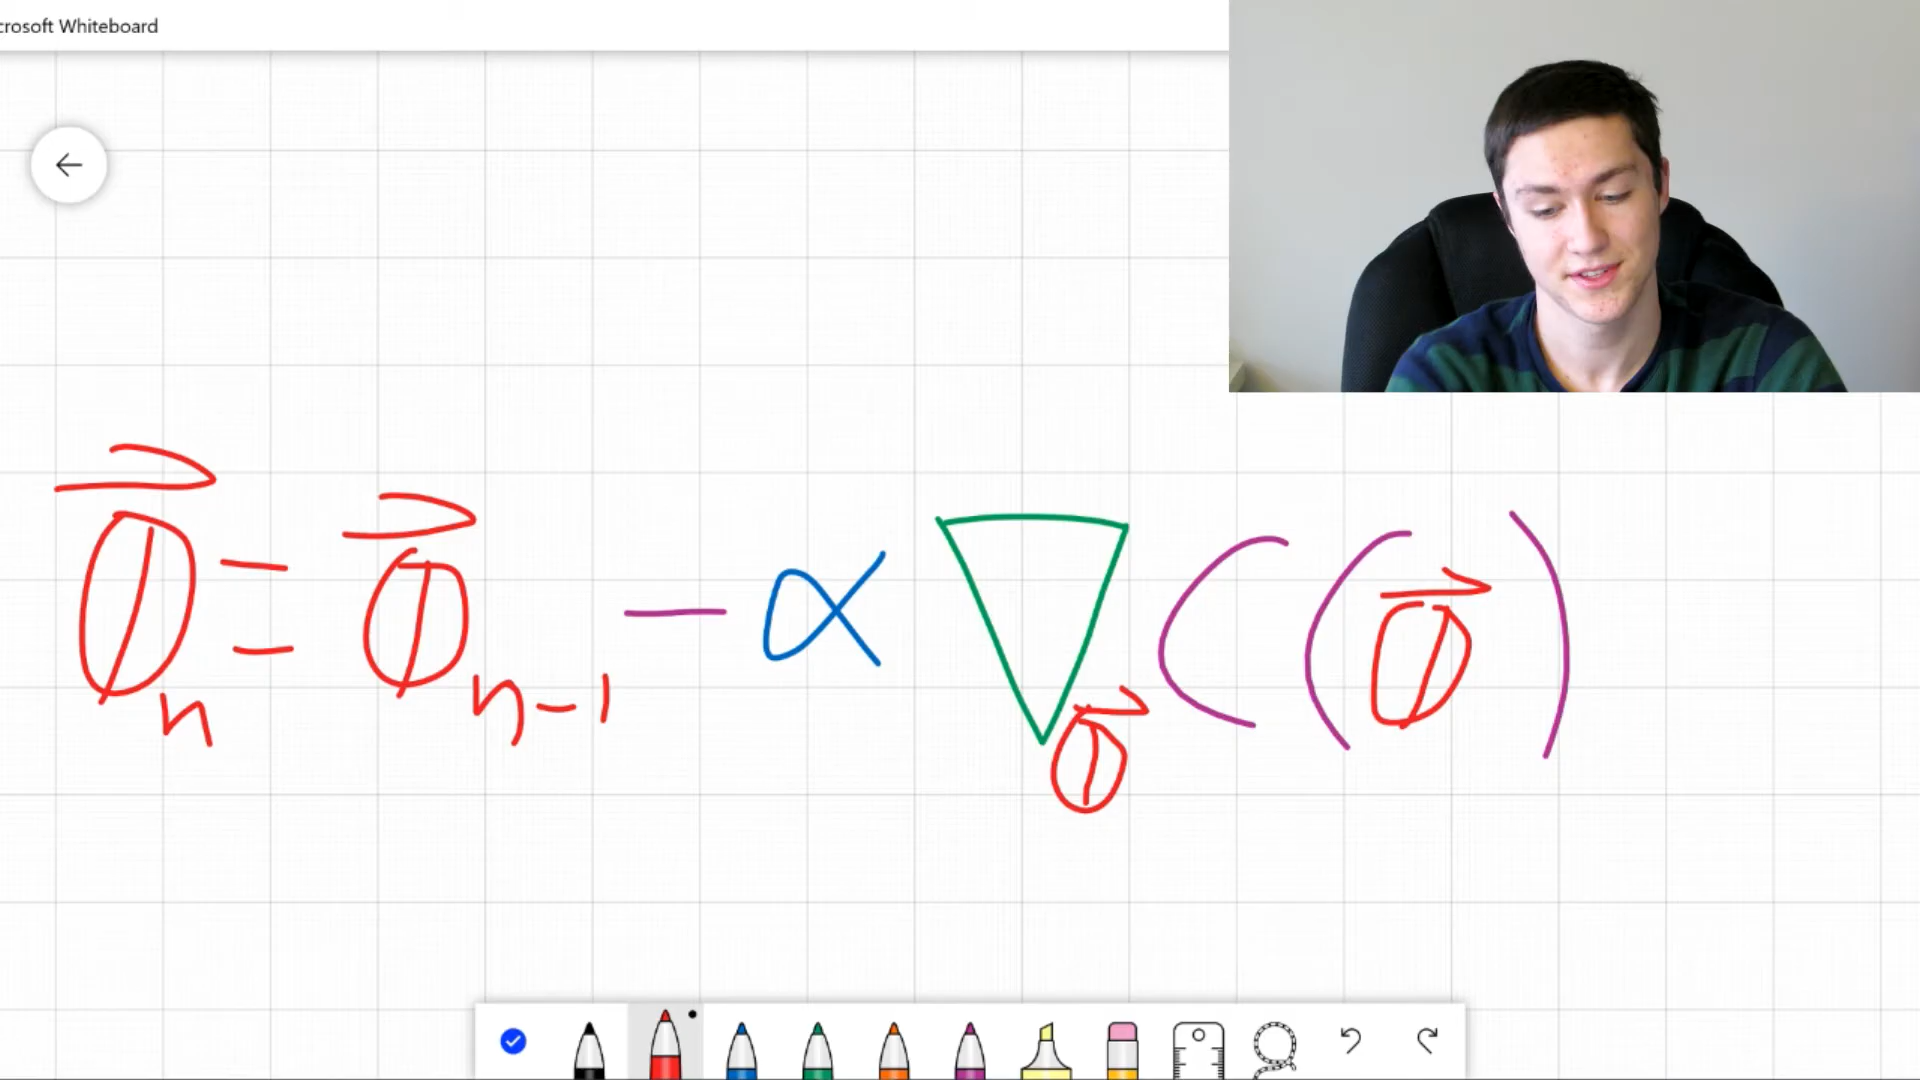 crosoft Whiteboard
θ⃗ₙ = θ⃗ₙ₋₁ − α ∇_θ⃗ C(θ⃗)